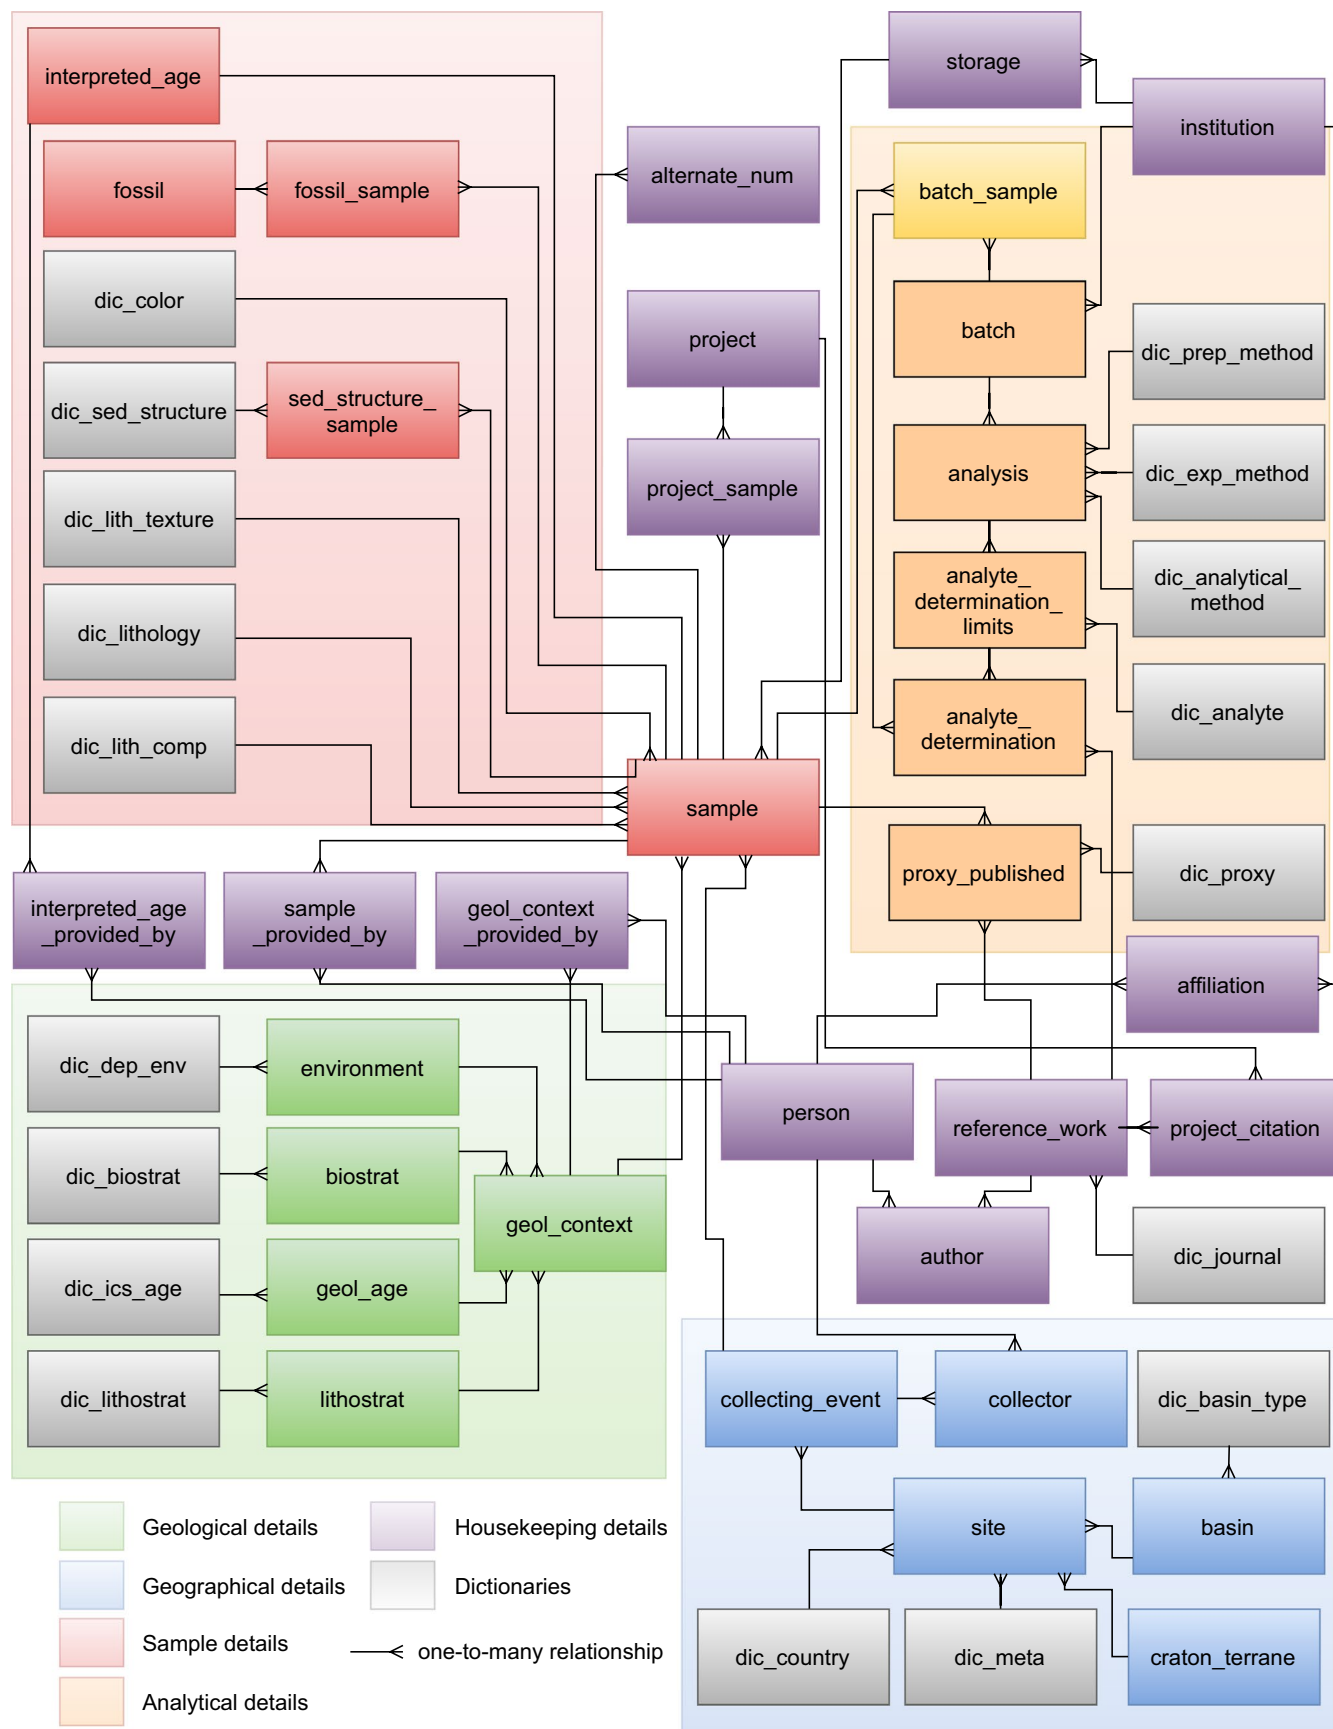 interpreted_age
storage
institution
fossil
fossil_sample
alternate_num
batch_sample
dic_color
project
batch
dic_prep_method
dic_sed_structure
sed_structure_
sample
project_sample
analysis
dic_exp_method
dic_lith_texture
analyte_
determination_
limits
dic_analytical_
method
dic_lithology
dic_lith_comp
analyte_
determination
dic_analyte
sample
proxy_published
dic_proxy
interpreted_age
_provided_by
sample
_provided_by
geol_context
_provided_by
affiliation
dic_dep_env
environment
person
reference_work
project_citation
dic_biostrat
biostrat
geol_context
author
dic_journal
dic_ics_age
geol_age
dic_lithostrat
lithostrat
collecting_event
collector
dic_basin_type
site
basin
dic_country
dic_meta
craton_terrane
Geological details
Housekeeping details
Geographical details
Dictionaries
Sample details
one-to-many relationship
Analytical details